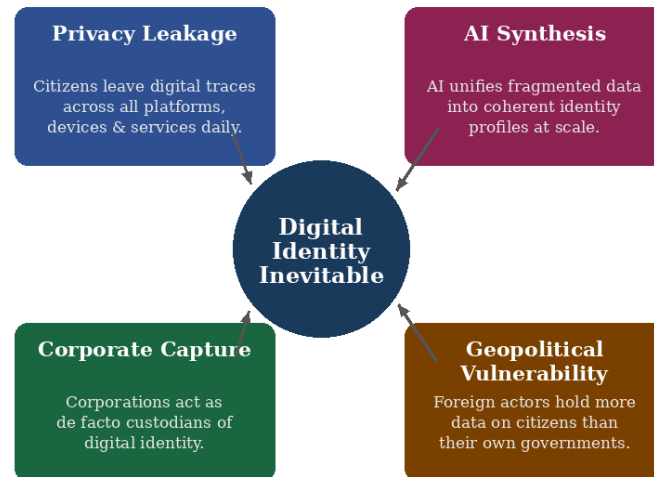 Privacy Leakage
Citizens leave digital traces
across all platforms,
devices & services daily.
AI Synthesis
AI unifies fragmented data
into coherent identity
profiles at scale.
Digital
Identity
Inevitable
Corporate Capture
Corporations act as
de facto custodians of
digital identity.
Geopolitical
Vulnerability
Foreign actors hold more
data on citizens than
their own governments.